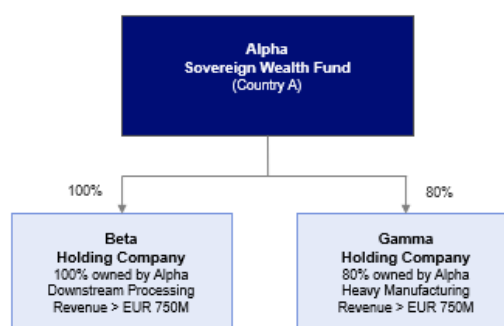 Alpha
Sovereign Wealth Fund
(Country A)
100%
80%
Beta
Holding Company
100% owned by Alpha
Downstream Processing
Revenue > EUR 750M
Gamma
Holding Company
80% owned by Alpha
Heavy Manufacturing
Revenue > EUR 750M